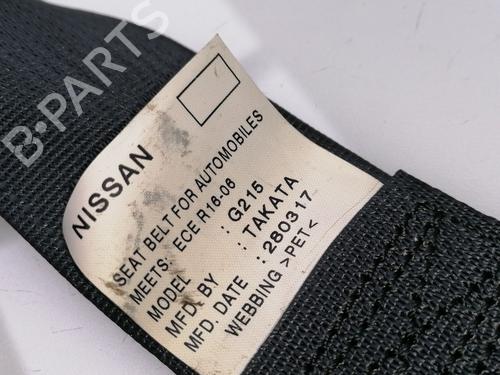 NISSAN
SEAT BELT FOR AUTOMOBILES
MEETS: ECE R16-06
MODEL : G215
MFD. BY : TAKATA
MFD. DATE : 280317
WEBBING >PET<
B-PARTS